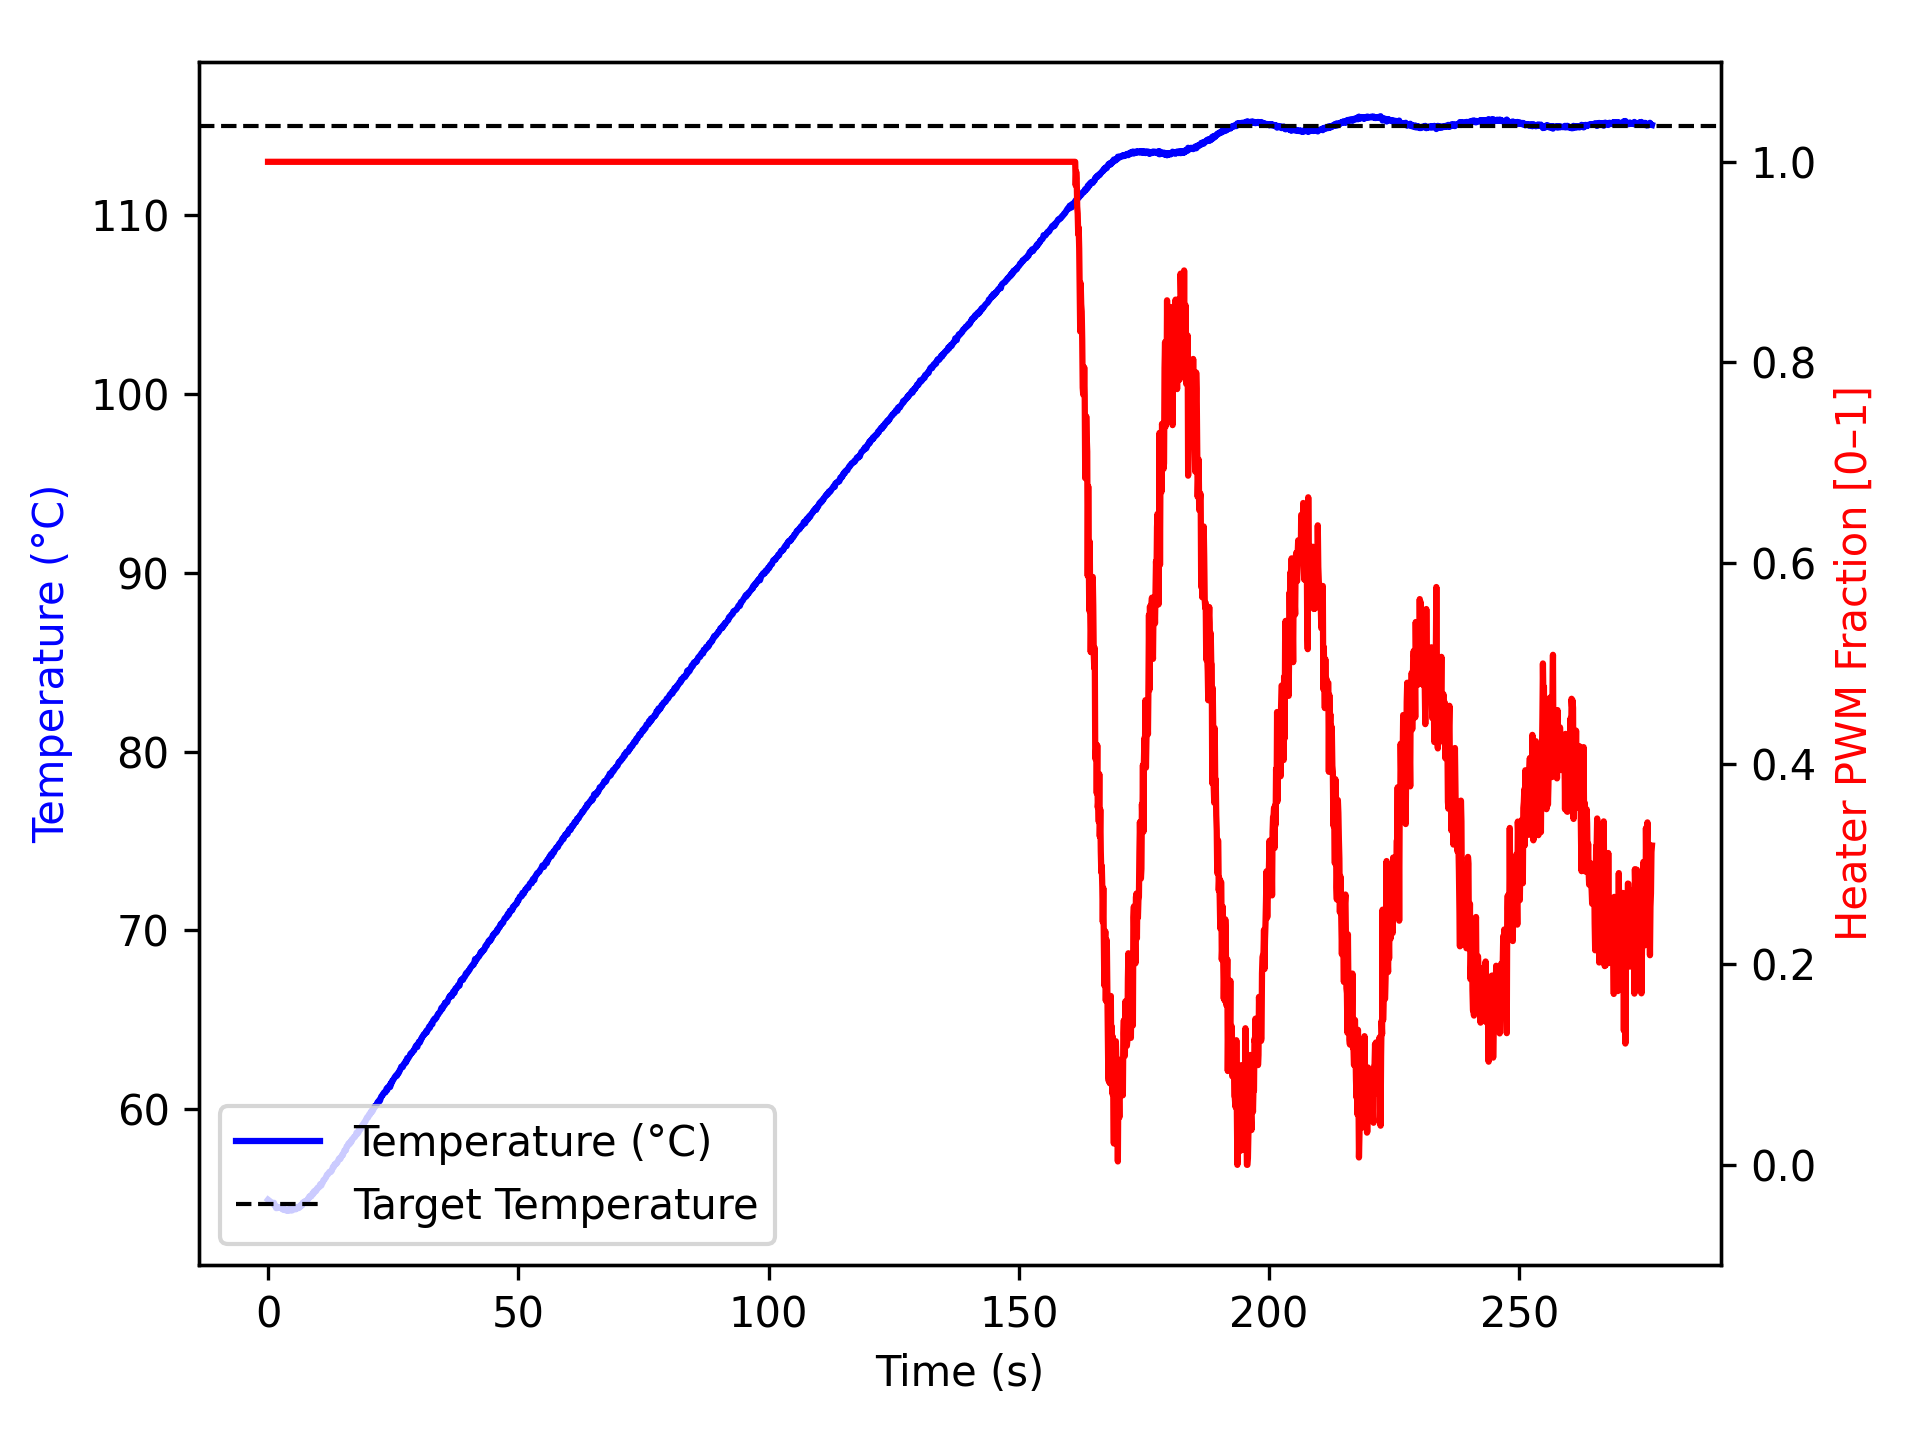 110
100
90
80
70
60
Temperature (°C)
1.0
0.8
0.6
0.4
0.2
0.0
Heater PWM Fraction [0–1]
Temperature (°C)
Target Temperature
0 50 100 150 200 250
Time (s)